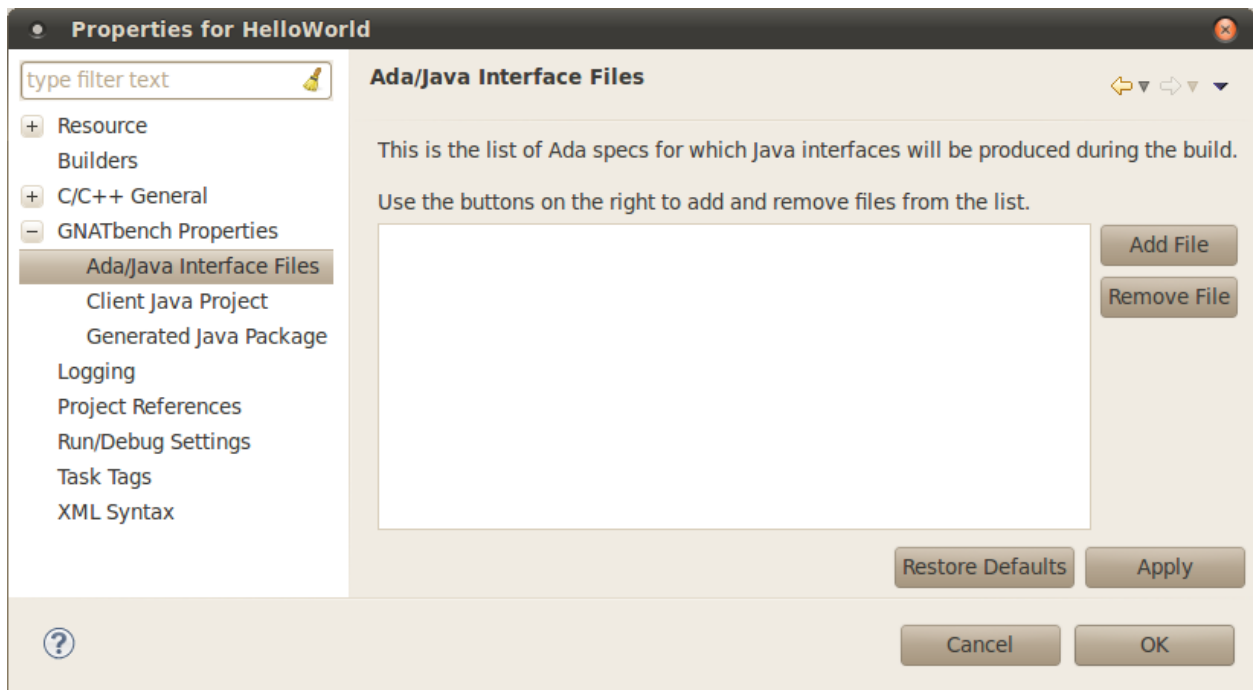 Properties for HelloWorld
type filter text
Resource
Builders
C/C++ General
GNATbench Properties
Ada/Java Interface Files
Client Java Project
Generated Java Package
Logging
Project References
Run/Debug Settings
Task Tags
XML Syntax
Ada/Java Interface Files
This is the list of Ada specs for which Java interfaces will be produced during the build.
Use the buttons on the right to add and remove files from the list.
Add File
Remove File
Restore Defaults
Apply
Cancel
OK